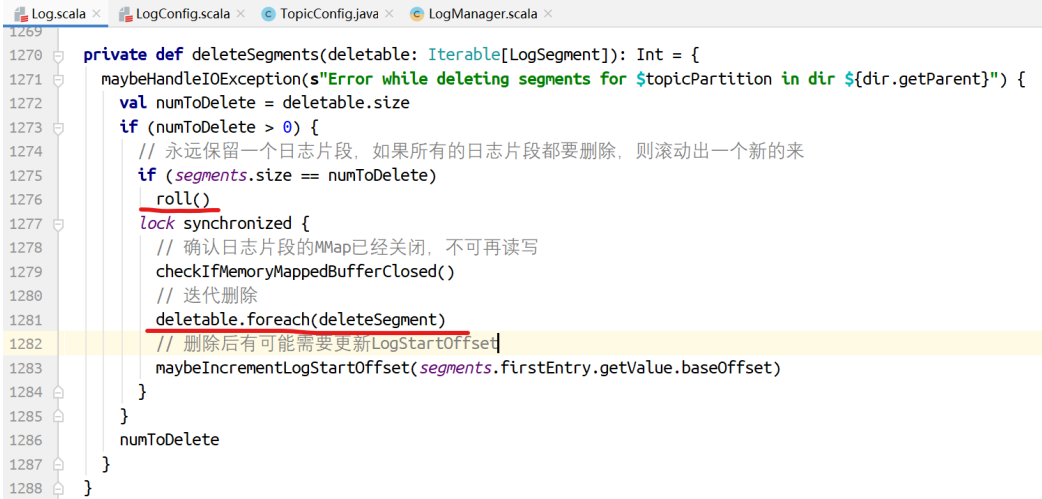 Log.scala × LogConfig.scala × TopicConfig.java × LogManager.scala ×
1269
1270 private def deleteSegments(deletable: Iterable[LogSegment]): Int = {
1271 maybeHandleIOException(s"Error while deleting segments for $topicPartition in dir ${dir.getParent}") {
1272 val numToDelete = deletable.size
1273 if (numToDelete > 0) {
1274 // 永远保留一个日志片段，如果所有的日志片段都要删除，则滚动出一个新的来
1275 if (segments.size == numToDelete)
1276 roll()
1277 lock synchronized {
1278 // 确认日志片段的MMap已经关闭，不可再读写
1279 checkIfMemoryMappedBufferClosed()
1280 // 迭代删除
1281 deletable.foreach(deleteSegment)
1282 // 删除后有可能需要更新LogStartOffset
1283 maybeIncrementLogStartOffset(segments.firstEntry.getValue.baseOffset)
1284 }
1285 }
1286 numToDelete
1287 }
1288 }